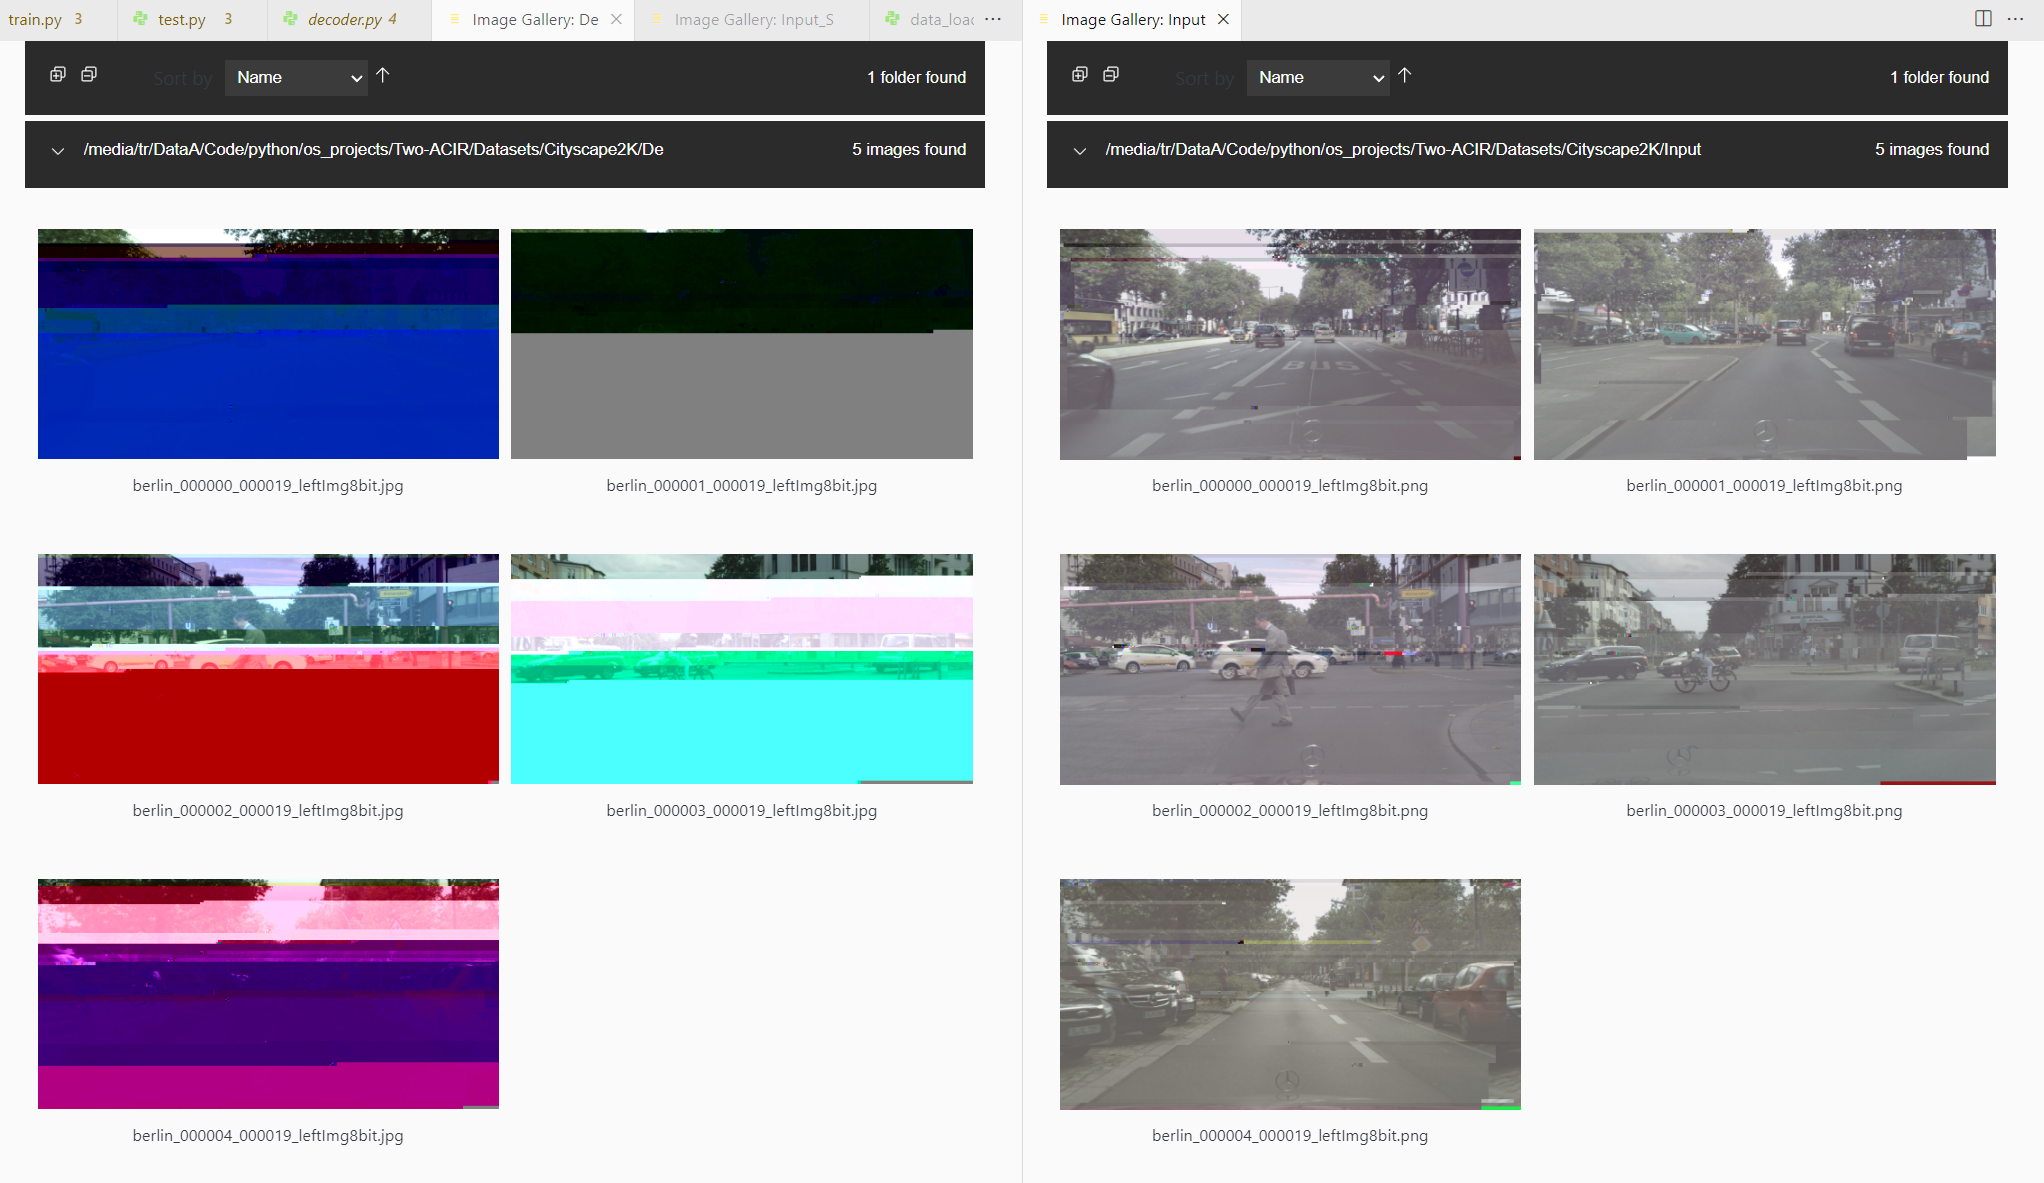 train.py 3 test.py 3 decoder.py 4 Image Gallery: De Image Gallery: Input_S data_loac ··· Image Gallery: Input ···
Sort by Name 1 folder found
/media/tr/DataA/Code/python/os_projects/Two-ACIR/Datasets/Cityscape2K/De 5 images found
berlin_000000_000019_leftImg8bit.jpg berlin_000001_000019_leftImg8bit.jpg
berlin_000002_000019_leftImg8bit.jpg berlin_000003_000019_leftImg8bit.jpg
berlin_000004_000019_leftImg8bit.jpg
Sort by Name 1 folder found
/media/tr/DataA/Code/python/os_projects/Two-ACIR/Datasets/Cityscape2K/Input 5 images found
BUS
berlin_000000_000019_leftImg8bit.png berlin_000001_000019_leftImg8bit.png
berlin_000002_000019_leftImg8bit.png berlin_000003_000019_leftImg8bit.png
berlin_000004_000019_leftImg8bit.png